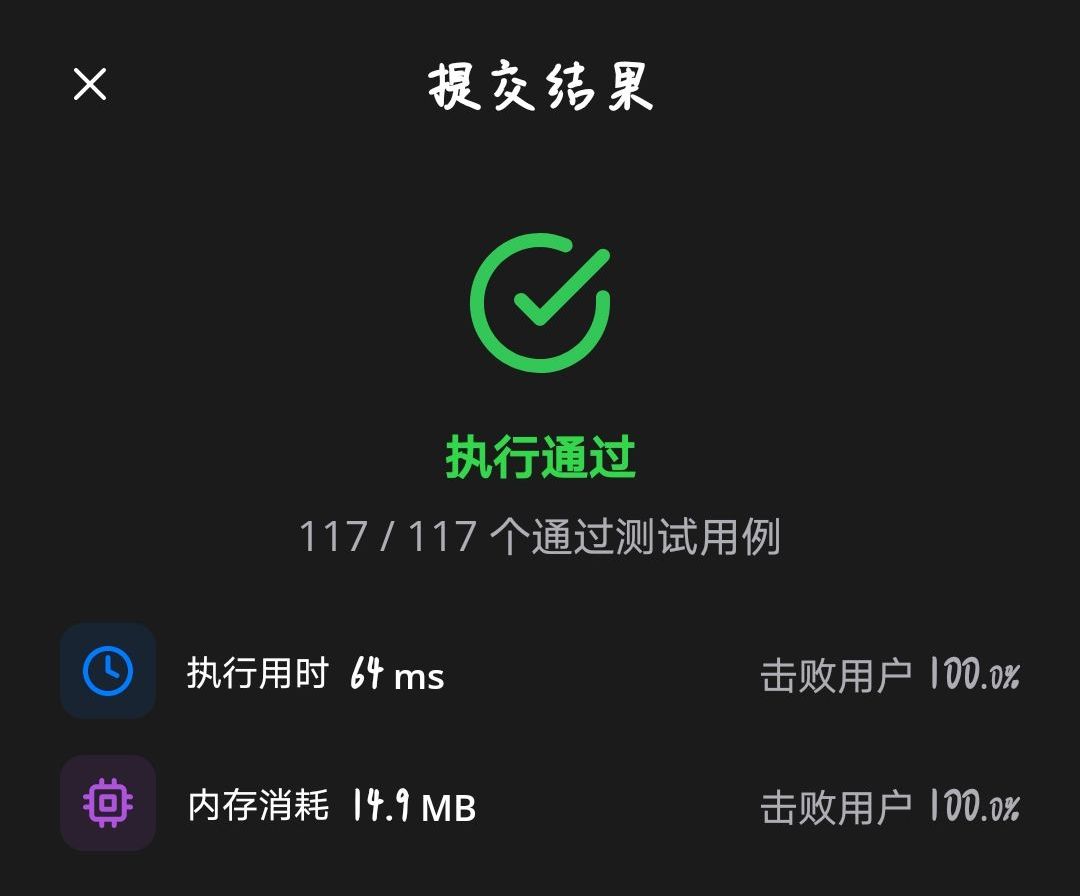 提交结果
执行通过
117 / 117 个通过测试用例
执行用时 64 ms 击败用户 100.0%
内存消耗 14.9 MB 击败用户 100.0%